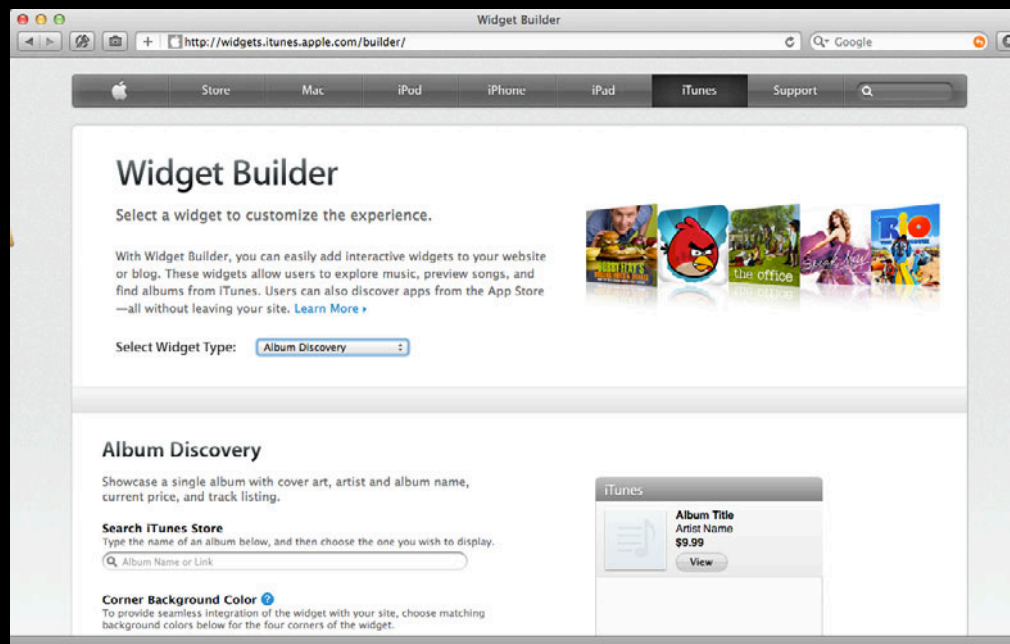 Widget Builder
http://widgets.itunes.apple.com/builder/
Google
Store Mac iPod iPhone iPad iTunes Support
Widget Builder
Select a widget to customize the experience.
With Widget Builder, you can easily add interactive widgets to your website
or blog. These widgets allow users to explore music, preview songs, and
find albums from iTunes. Users can also discover apps from the App Store
—all without leaving your site. Learn More
the office
Speak Now
RIO
Select Widget Type: Album Discovery
Album Discovery
Showcase a single album with cover art, artist and album name,
current price, and track listing.
Search iTunes Store
Type the name of an album below, and then choose the one you wish to display.
Album Name or Link
Corner Background Color ?
To provide seamless integration of the widget with your site, choose matching
background colors below for the four corners of the widget.
iTunes
Album Title
Artist Name
$9.99
View